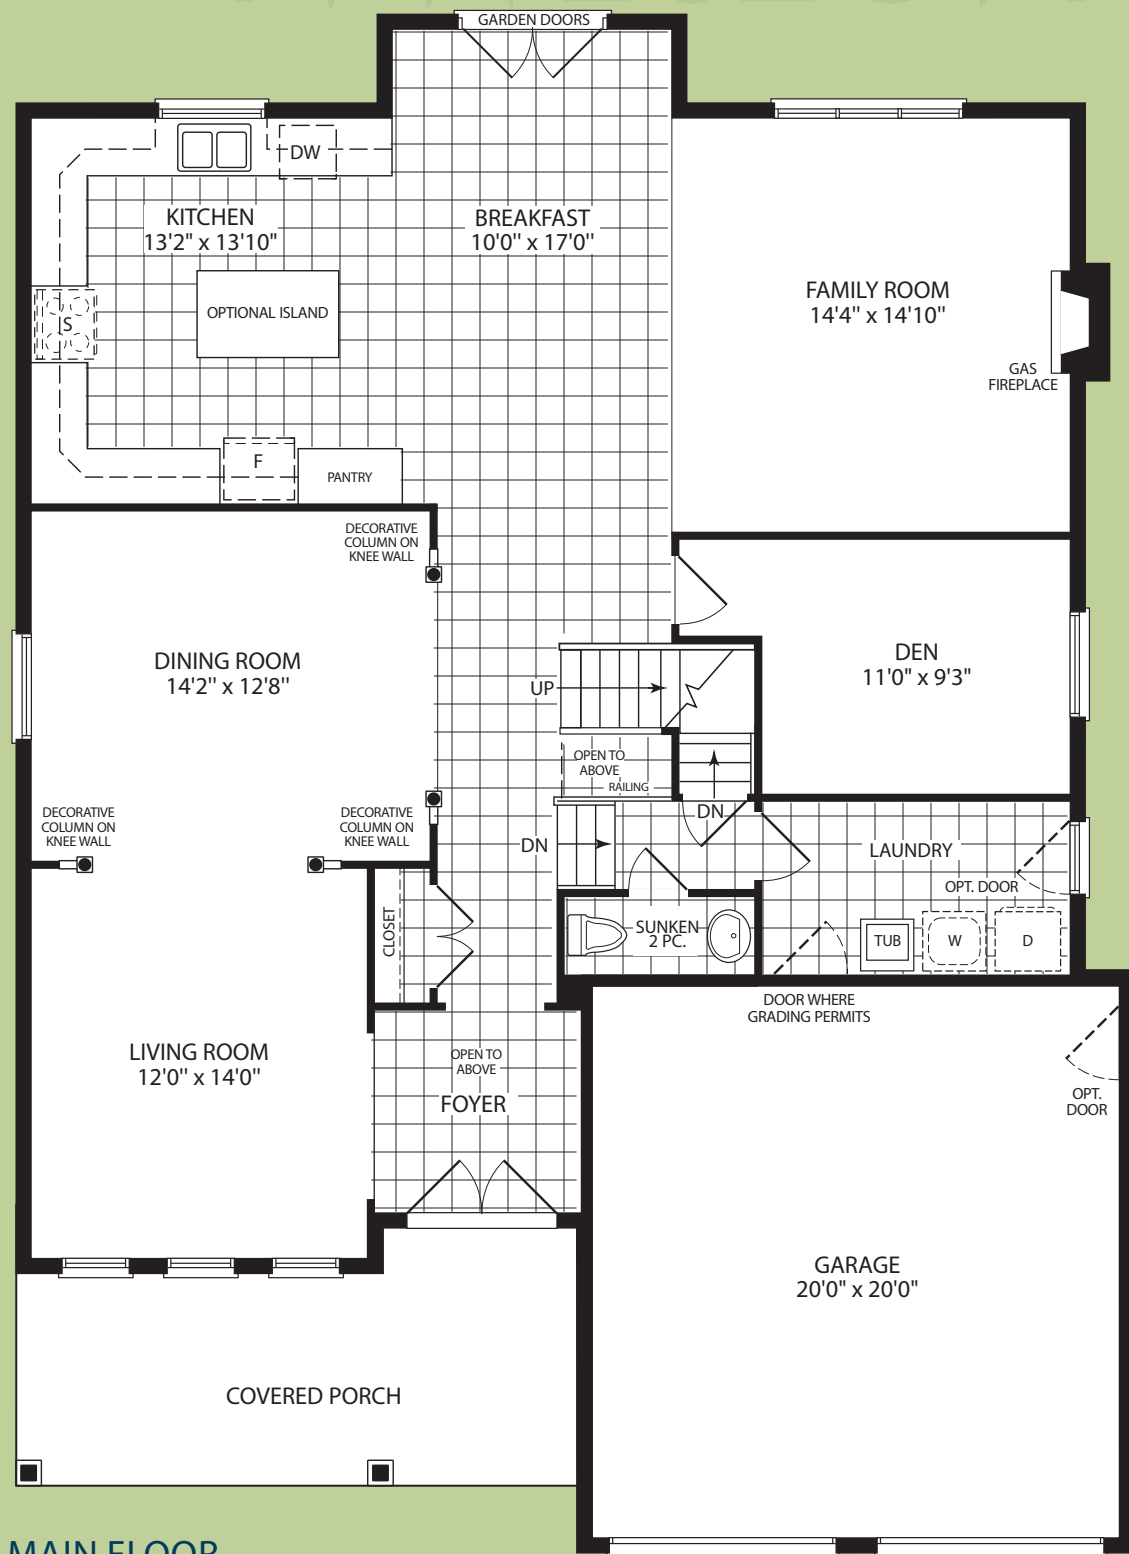 GARDEN DOORS
DW
KITCHEN
13'2" x 13'10"
BREAKFAST
10'0'' x 17'0''
FAMILY ROOM
14'4'' x 14'10''
OPTIONAL ISLAND
S
GAS
FIREPLACE
F
PANTRY
DECORATIVE
COLUMN ON
KNEE WALL
DINING ROOM
14'2'' x 12'8''
DEN
11'0" x 9'3"
UP
OPEN TO
ABOVE
RAILING
DECORATIVE
COLUMN ON
KNEE WALL
DECORATIVE
COLUMN ON
KNEE WALL
DN
DN
LAUNDRY
OPT. DOOR
CLOSET
SUNKEN
2 PC.
TUB
W
D
DOOR WHERE
GRADING PERMITS
LIVING ROOM
12'0'' x 14'0''
OPEN TO
ABOVE
FOYER
OPT.
DOOR
GARAGE
20'0" x 20'0"
COVERED PORCH
MAIN FLOOR